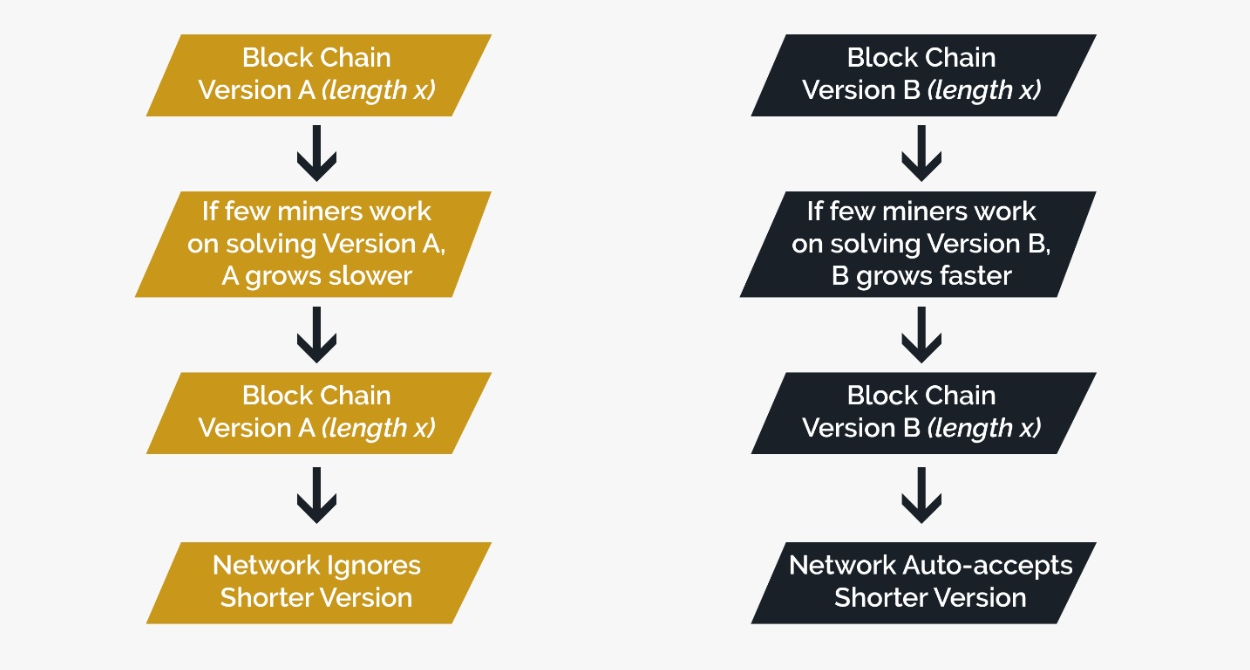 Block Chain
Version A (length x)
If few miners work
on solving Version A,
A grows slower
Block Chain
Version A (length x)
Network Ignores
Shorter Version
Block Chain
Version B (length x)
If few miners work
on solving Version B,
B grows faster
Block Chain
Version B (length x)
Network Auto-accepts
Shorter Version